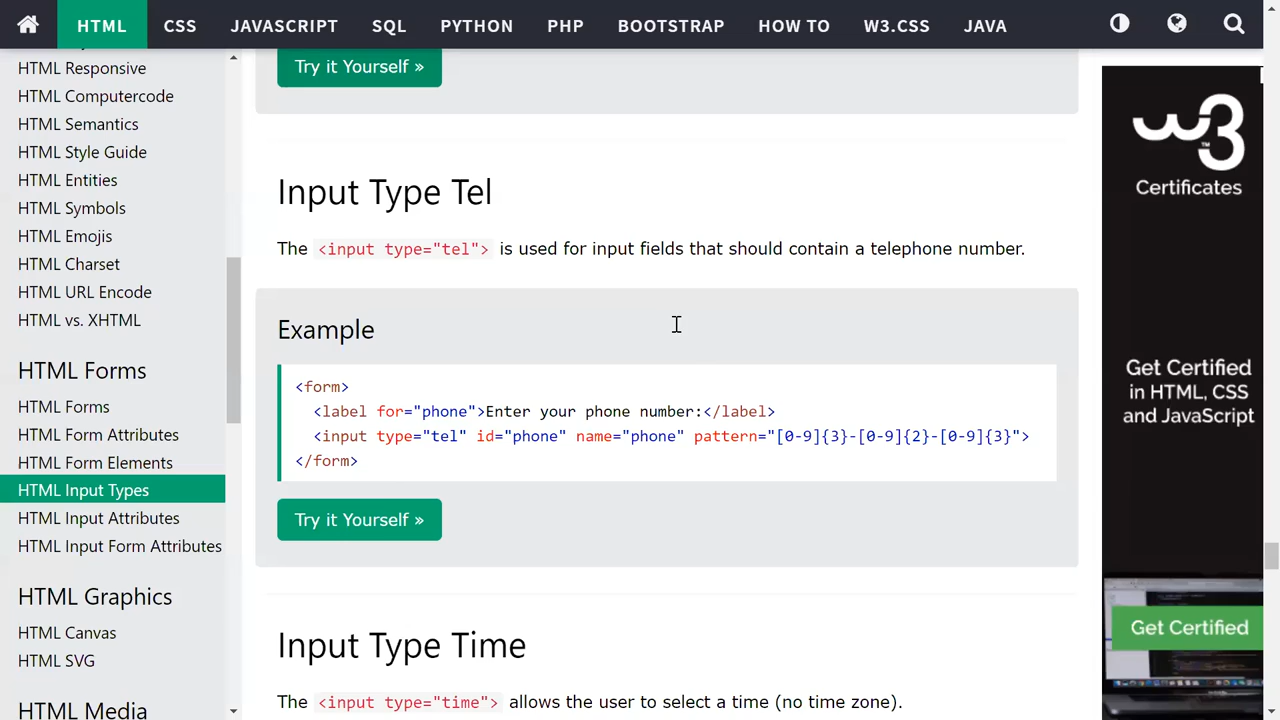 HTML CSS JAVASCRIPT SQL PYTHON PHP BOOTSTRAP HOW TO W3.CSS JAVA
HTML Responsive
HTML Computercode
HTML Semantics
HTML Style Guide
HTML Entities
HTML Symbols
HTML Emojis
HTML Charset
HTML URL Encode
HTML vs. XHTML
HTML Forms
HTML Forms
HTML Form Attributes
HTML Form Elements
HTML Input Types
HTML Input Attributes
HTML Input Form Attributes
HTML Graphics
HTML Canvas
HTML SVG
HTML Media
Try it Yourself »
Input Type Tel
The <input type="tel"> is used for input fields that should contain a telephone number.
Example
<form>
  <label for="phone">Enter your phone number:</label>
  <input type="tel" id="phone" name="phone" pattern="[0-9]{3}-[0-9]{2}-[0-9]{3}">
</form>
Try it Yourself »
Input Type Time
The <input type="time"> allows the user to select a time (no time zone).
w3
TM
Certificates
Get Certified
in HTML, CSS
and JavaScript
Get Certified